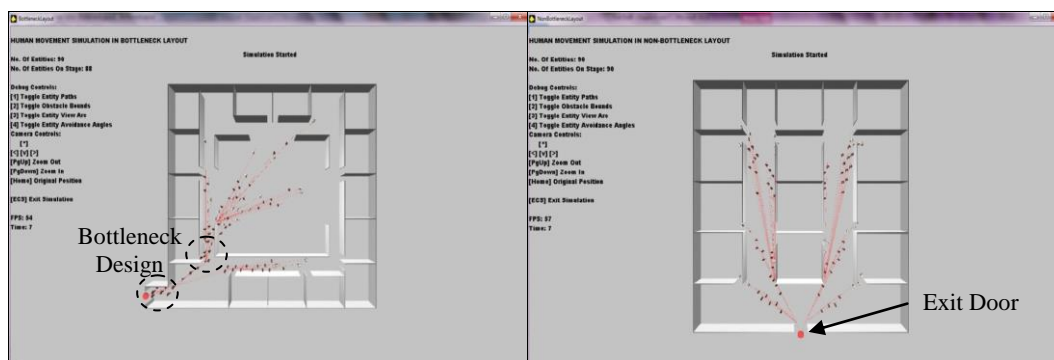 BottleneckLayout
HUMAN MOVEMENT SIMULATION IN BOTTLENECK LAYOUT
Simulation Started
No. Of Entities: 90
No. Of Entities On Stage: 88
Debug Controls:
[1] Toggle Entity Paths
[2] Toggle Obstacle Bounds
[3] Toggle Entity View Arc
[4] Toggle Entity Avoidance Angles
Camera Controls:
[^]
[<] [v] [>]
[PgUp] Zoom Out
[PgDown] Zoom In
[Home] Original Position
[ECS] Exit Simulation
FPS: 54
Time: 7
Bottleneck
Design
NonBottleneckLayout
HUMAN MOVEMENT SIMULATION IN NON-BOTTLENECK LAYOUT
Simulation Started
No. Of Entities: 90
No. Of Entities On Stage: 90
Debug Controls:
[1] Toggle Entity Paths
[2] Toggle Obstacle Bounds
[3] Toggle Entity View Arc
[4] Toggle Entity Avoidance Angles
Camera Controls:
[^]
[<] [v] [>]
[PgUp] Zoom Out
[PgDown] Zoom In
[Home] Original Position
[ECS] Exit Simulation
FPS: 57
Time: 7
Exit Door